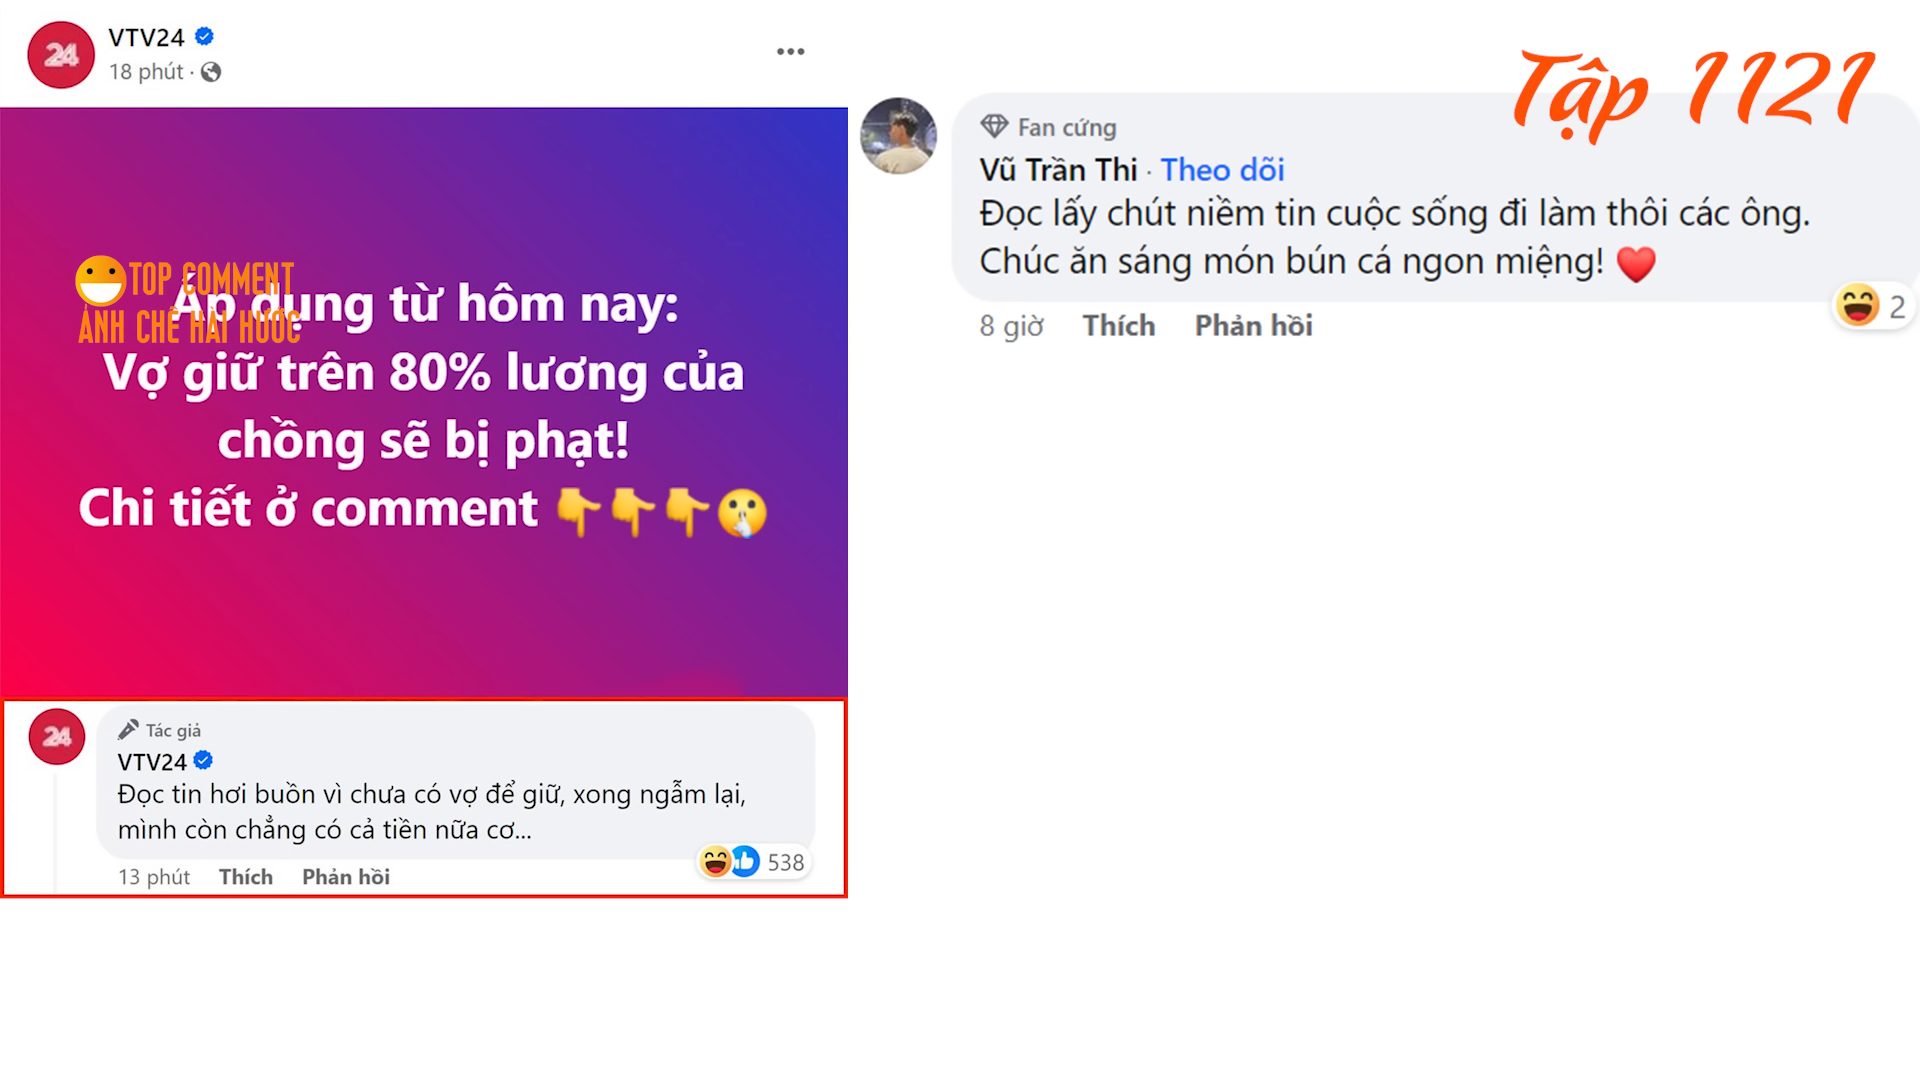 24
VTV24
18 phút ·
TOP COMMENT
ẢNH CHẾ HÀI HƯỚC
Áp dụng từ hôm nay:
Vợ giữ trên 80% lương của
chồng sẽ bị phạt!
Chi tiết ở comment 👇👇👇🤫
24
Tác giả
VTV24
Đọc tin hơi buồn vì chưa có vợ để giữ, xong ngẫm lại,
mình còn chẳng có cả tiền nữa cơ...
538
13 phút Thích Phản hồi
Tập 1121
Fan cứng
Vũ Trần Thi · Theo dõi
Đọc lấy chút niềm tin cuộc sống đi làm thôi các ông.
Chúc ăn sáng món bún cá ngon miệng! ❤️
2
8 giờ Thích Phản hồi